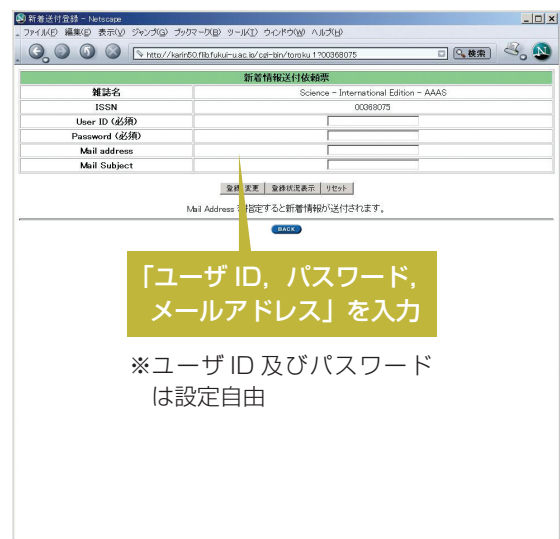 新着送付登録 - Netscape
ファイル(F) 編集(E) 表示(V) ジャンプ(G) ブックマーク(B) ツール(T) ウィンドウ(W) ヘルプ(H)
http://karin50.flib.fukui-u.ac.jp/cgi-bin/toroku1?00368075 検索
新着情報送付依頼票
雑誌名 Science - International Edition - AAAS
ISSN 00368075
User ID (必須)
Password (必須)
Mail address
Mail Subject
登録 変更 登録状況表示 リセット
Mail Address を指定すると新着情報が送付されます。
BACK
「ユーザ ID， パスワード，
メールアドレス」を入力
※ユーザ ID 及びパスワード
は設定自由